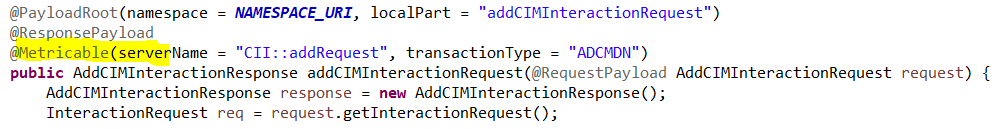 @PayloadRoot(namespace = NAMESPACE_URI, localPart = "addCIMInteractionRequest")
@ResponsePayload
@Metricable(serverName = "CII::addRequest", transactionType = "ADCMDN")
public AddCIMInteractionResponse addCIMInteractionRequest(@RequestPayload AddCIMInteractionRequest request) {
AddCIMInteractionResponse response = new AddCIMInteractionResponse();
InteractionRequest req = request.getInteractionRequest();